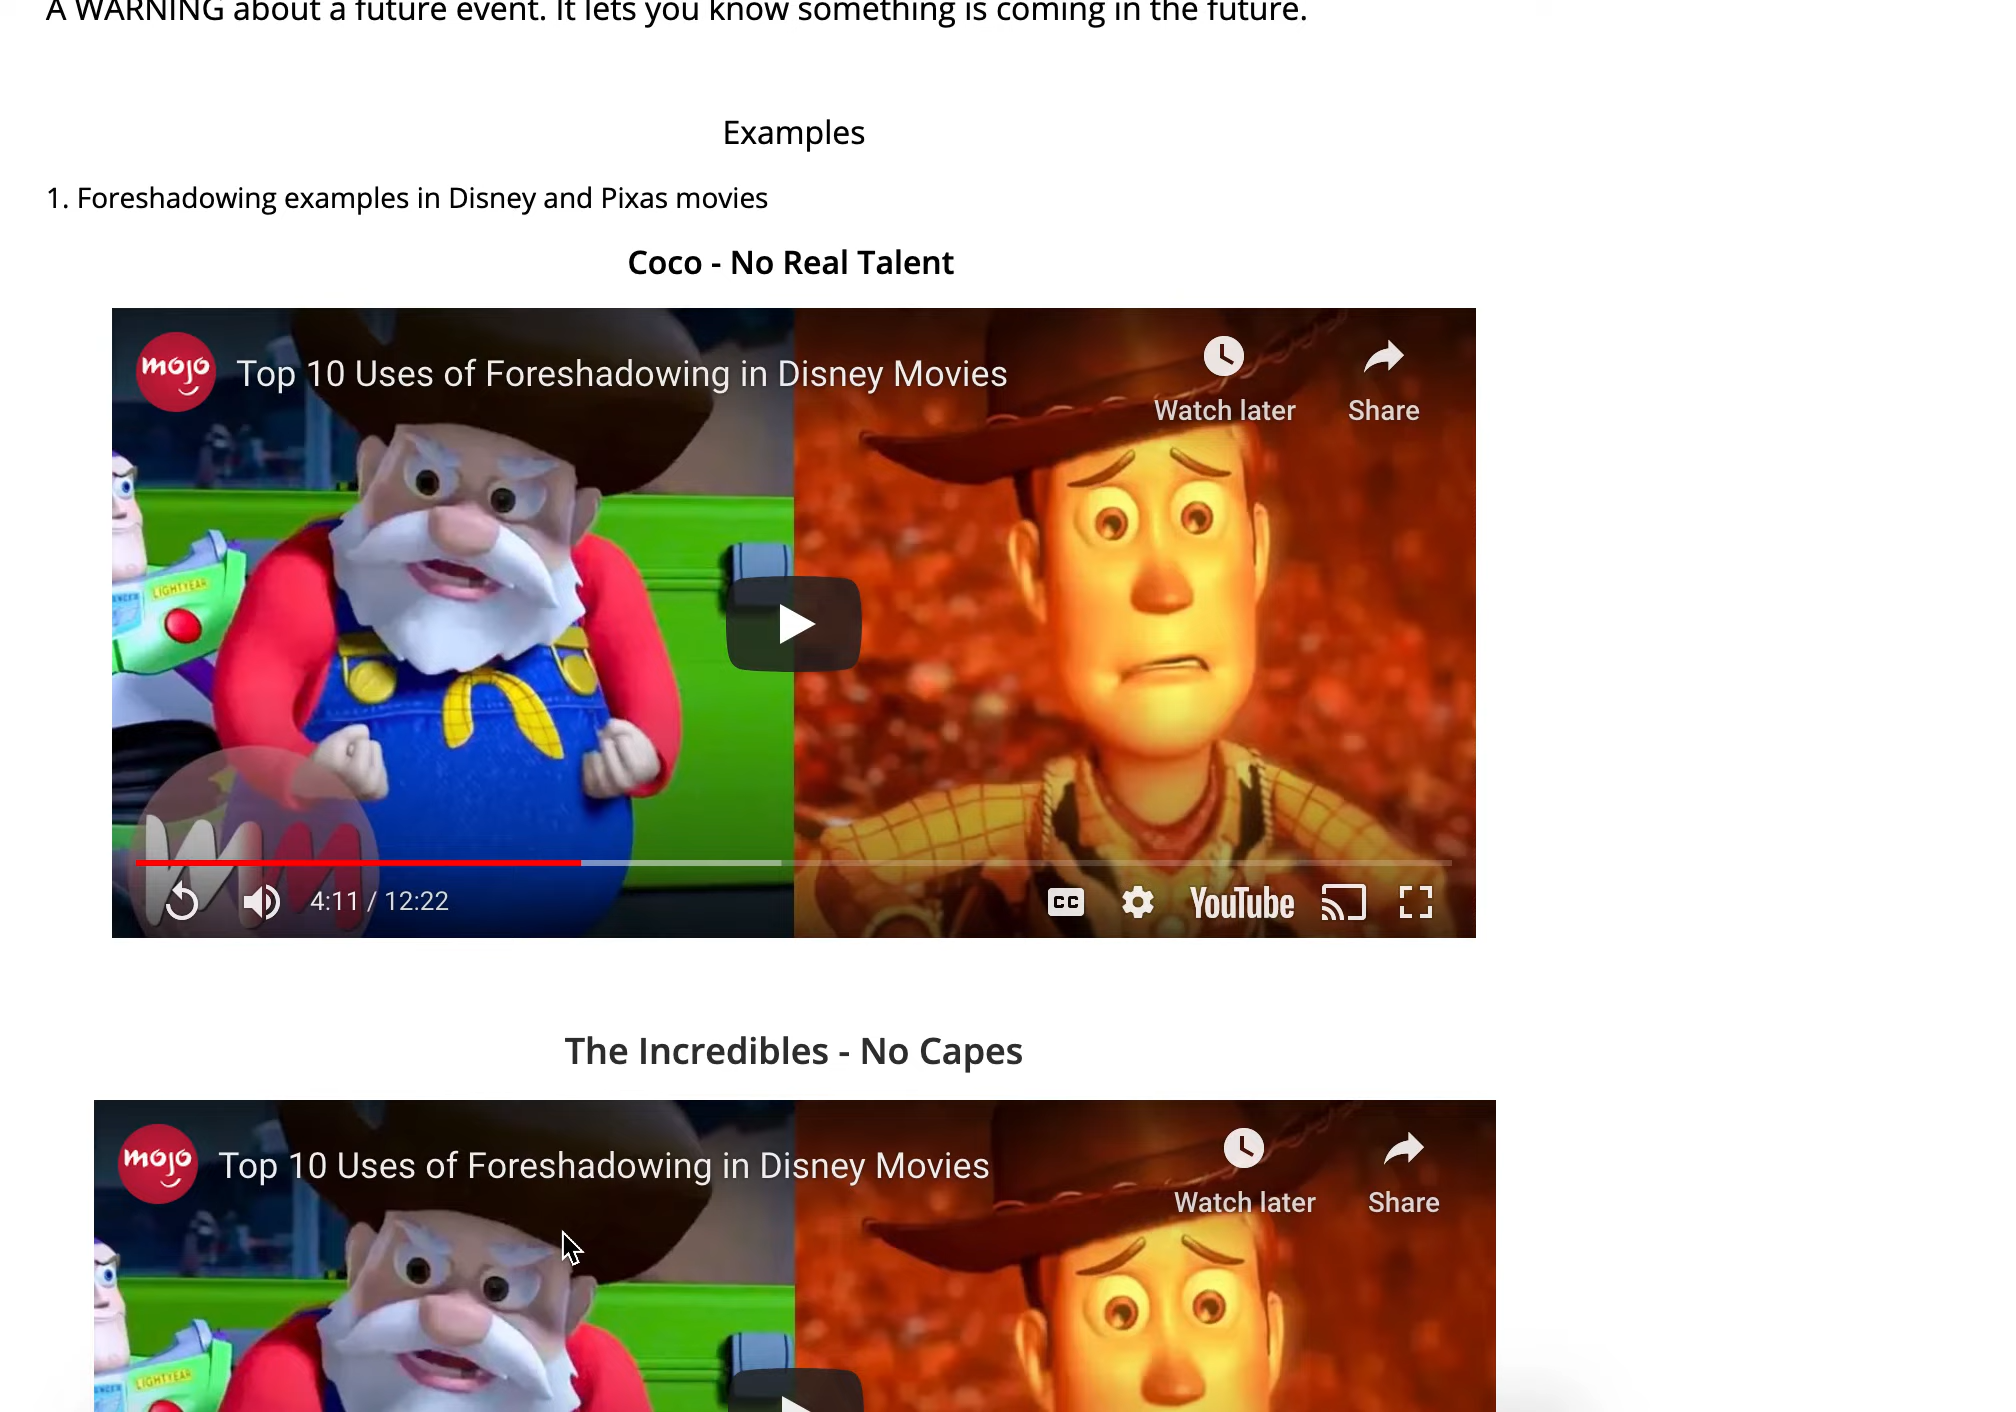 A WARNING about a future event. It lets you know something is coming in the future.
Examples
1. Foreshadowing examples in Disney and Pixas movies
Coco - No Real Talent
mojo
Top 10 Uses of Foreshadowing in Disney Movies
Watch later
Share
LIGHTYEAR
4:11 / 12:22
CC
YouTube
The Incredibles - No Capes
mojo
Top 10 Uses of Foreshadowing in Disney Movies
Watch later
Share
LIGHTYEAR